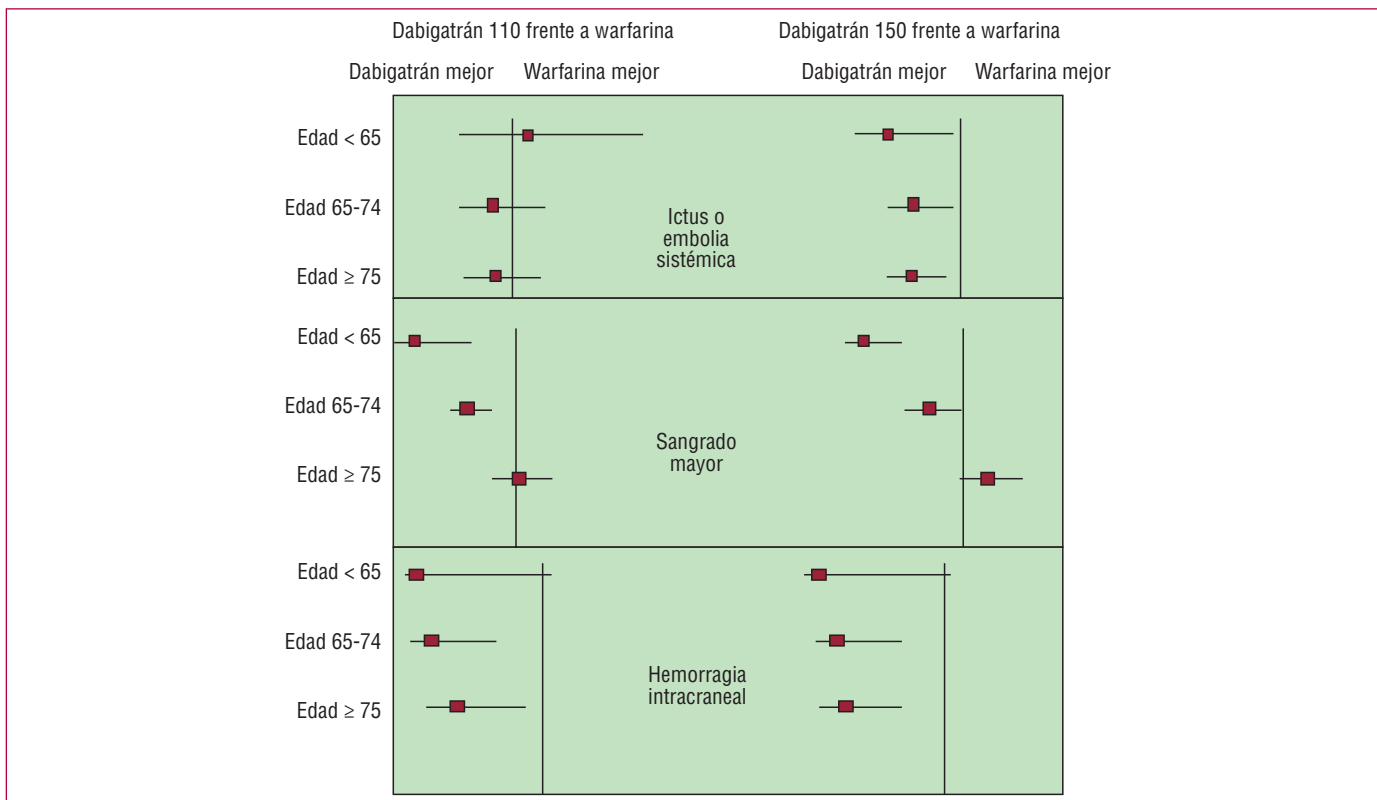 Dabigatrán 110 frente a warfarina
Dabigatrán 150 frente a warfarina
Dabigatrán mejor
Warfarina mejor
Dabigatrán mejor
Warfarina mejor
Edad < 65
Edad 65-74
Edad ≥ 75
Ictus o
embolia
sistémica
Edad < 65
Edad 65-74
Edad ≥ 75
Sangrado
mayor
Edad < 65
Edad 65-74
Edad ≥ 75
Hemorragia
intracraneal